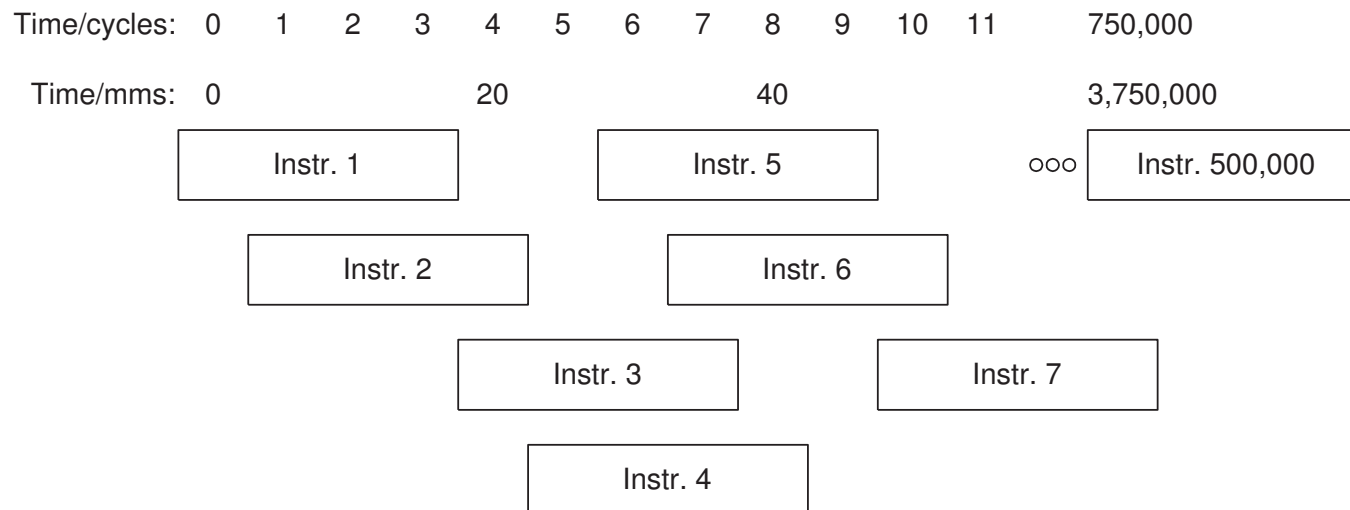 Time/cycles: 0 1 2 3 4 5 6 7 8 9 10 11 750,000
Time/mms: 0 20 40 3,750,000
Instr. 1 Instr. 5 ooo Instr. 500,000
Instr. 2 Instr. 6
Instr. 3 Instr. 7
Instr. 4